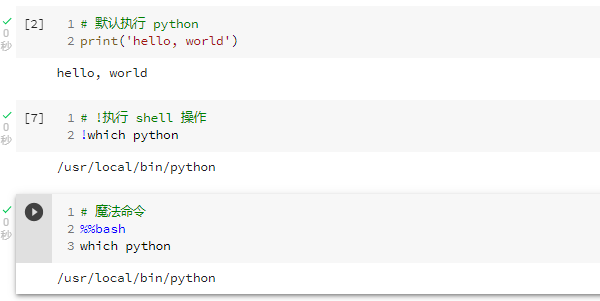 [2]
0
秒
1 # 默认执行 python
2 print('hello, world')
hello, world
[7]
0
秒
1 # !执行 shell 操作
2 !which python
/usr/local/bin/python
0
秒
1 # 魔法命令
2 %%bash
3 which python
/usr/local/bin/python